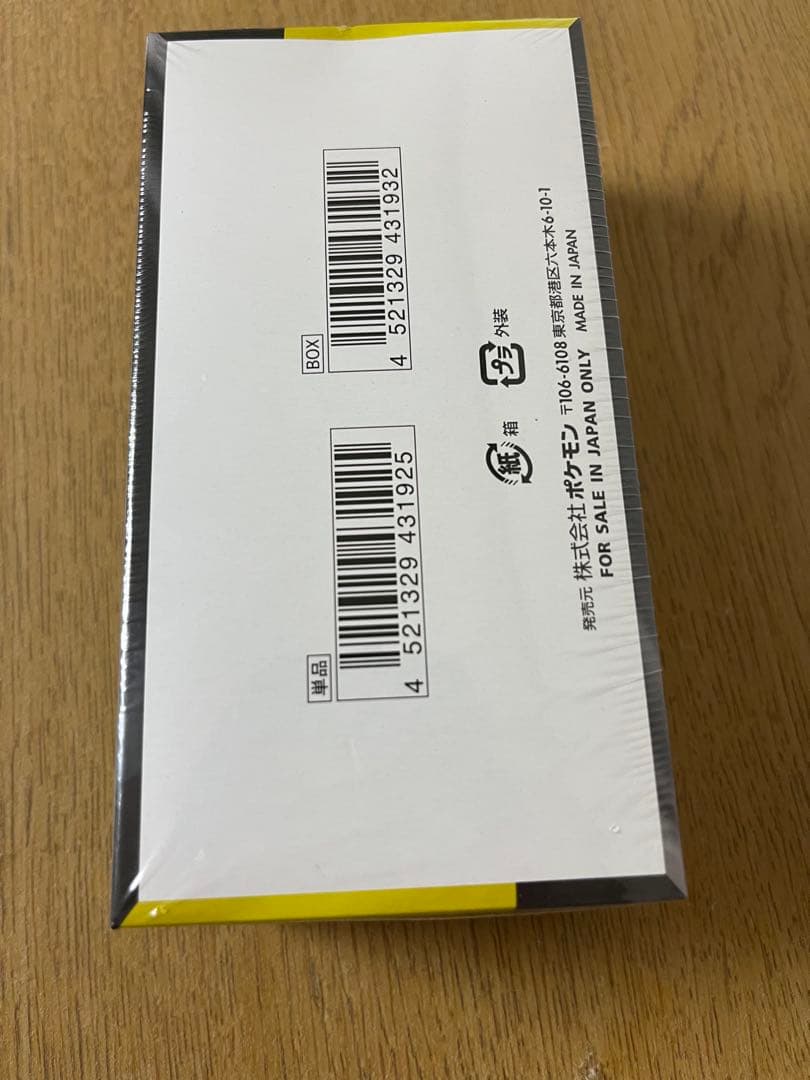 BOX
4 521329 431932
単品
4 521329 431925
紙 箱
プラ 外装
発売元 株式会社 ポケモン 〒106-6108 東京都港区六本木6-10-1
FOR SALE IN JAPAN ONLY MADE IN JAPAN